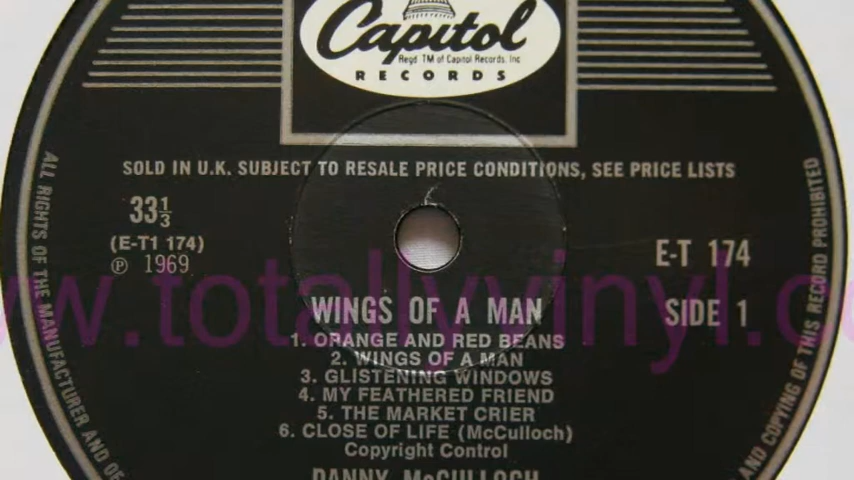 Capitol
Regd TM of Capitol Records, Inc
RECORDS
SOLD IN U.K. SUBJECT TO RESALE PRICE CONDITIONS, SEE PRICE LISTS
33⅓
(E-T1 174)
℗ 1969
E-T 174
SIDE 1
WINGS OF A MAN
1. ORANGE AND RED BEANS
2. WINGS OF A MAN
3. GLISTENING WINDOWS
4. MY FEATHERED FRIEND
5. THE MARKET CRIER
6. CLOSE OF LIFE (McCulloch)
Copyright Control
DANNY McCULLOCH
ALL RIGHTS OF THE MANUFACTURER AND OF
AND COPYING OF THIS RECORD PROHIBITED
w.totallyvinyl.co